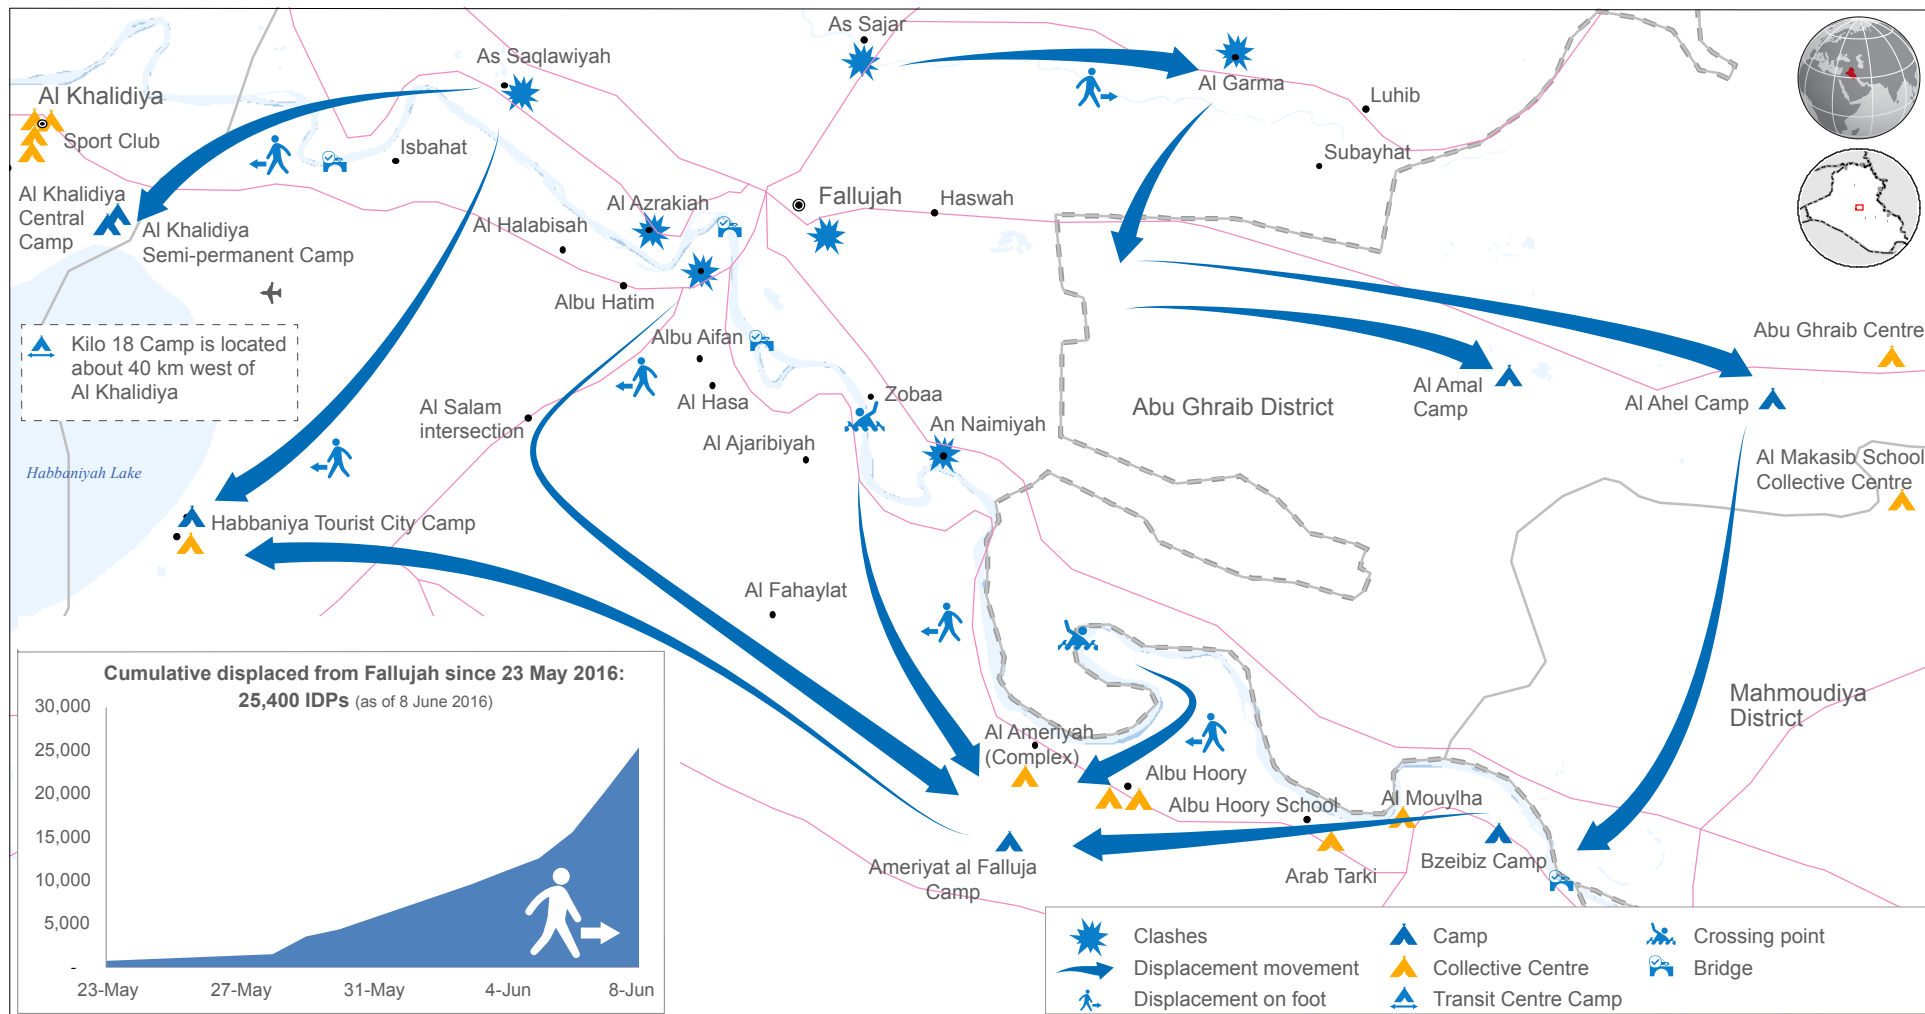 As Sajar
As Saqlawiyah
Al Garma
Al Khalidiya
Luhib
Sport Club
Isbahat
Subayhat
Al Khalidiya
Central
Camp
Al Khalidiya
Semi-permanent Camp
Al Azrakiah
Fallujah
Haswah
Al Halabisah
Albu Hatim
Kilo 18 Camp is located
about 40 km west of
Al Khalidiya
Albu Aifan
Al Hasa
Zobaa
Al Salam
intersection
Al Ajaribiyah
An Naimiyah
Abu Ghraib District
Al Amal
Camp
Abu Ghraib Centre
Al Ahel Camp
Al Makasib School
Collective Centre
Habbaniyah Lake
Habbaniya Tourist City Camp
Al Fahaylat
Mahmoudiya
District
Al Ameriyah
(Complex)
Albu Hoory
Albu Hoory School
Al Mouylha
Ameriyat al Falluja
Camp
Arab Tarki
Bzeibiz Camp
Cumulative displaced from Fallujah since 23 May 2016:
25,400 IDPs (as of 8 June 2016)
30,000
25,000
20,000
15,000
10,000
5,000
-
23-May
27-May
31-May
4-Jun
8-Jun
Clashes
Displacement movement
Displacement on foot
Camp
Collective Centre
Transit Centre Camp
Crossing point
Bridge